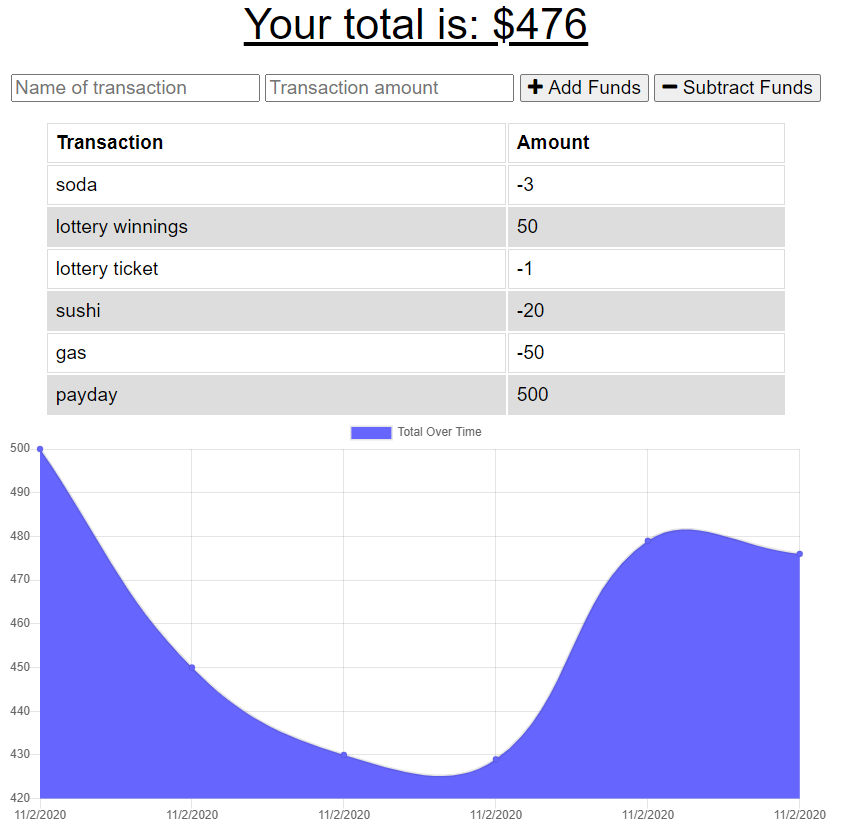 Your total is: $476
Name of transaction Transaction amount Add Funds Subtract Funds
Transaction Amount
soda -3
lottery winnings 50
lottery ticket -1
sushi -20
gas -50
payday 500
Total Over Time
500
490
480
470
460
450
440
430
420
11/2/2020 11/2/2020 11/2/2020 11/2/2020 11/2/2020 11/2/2020